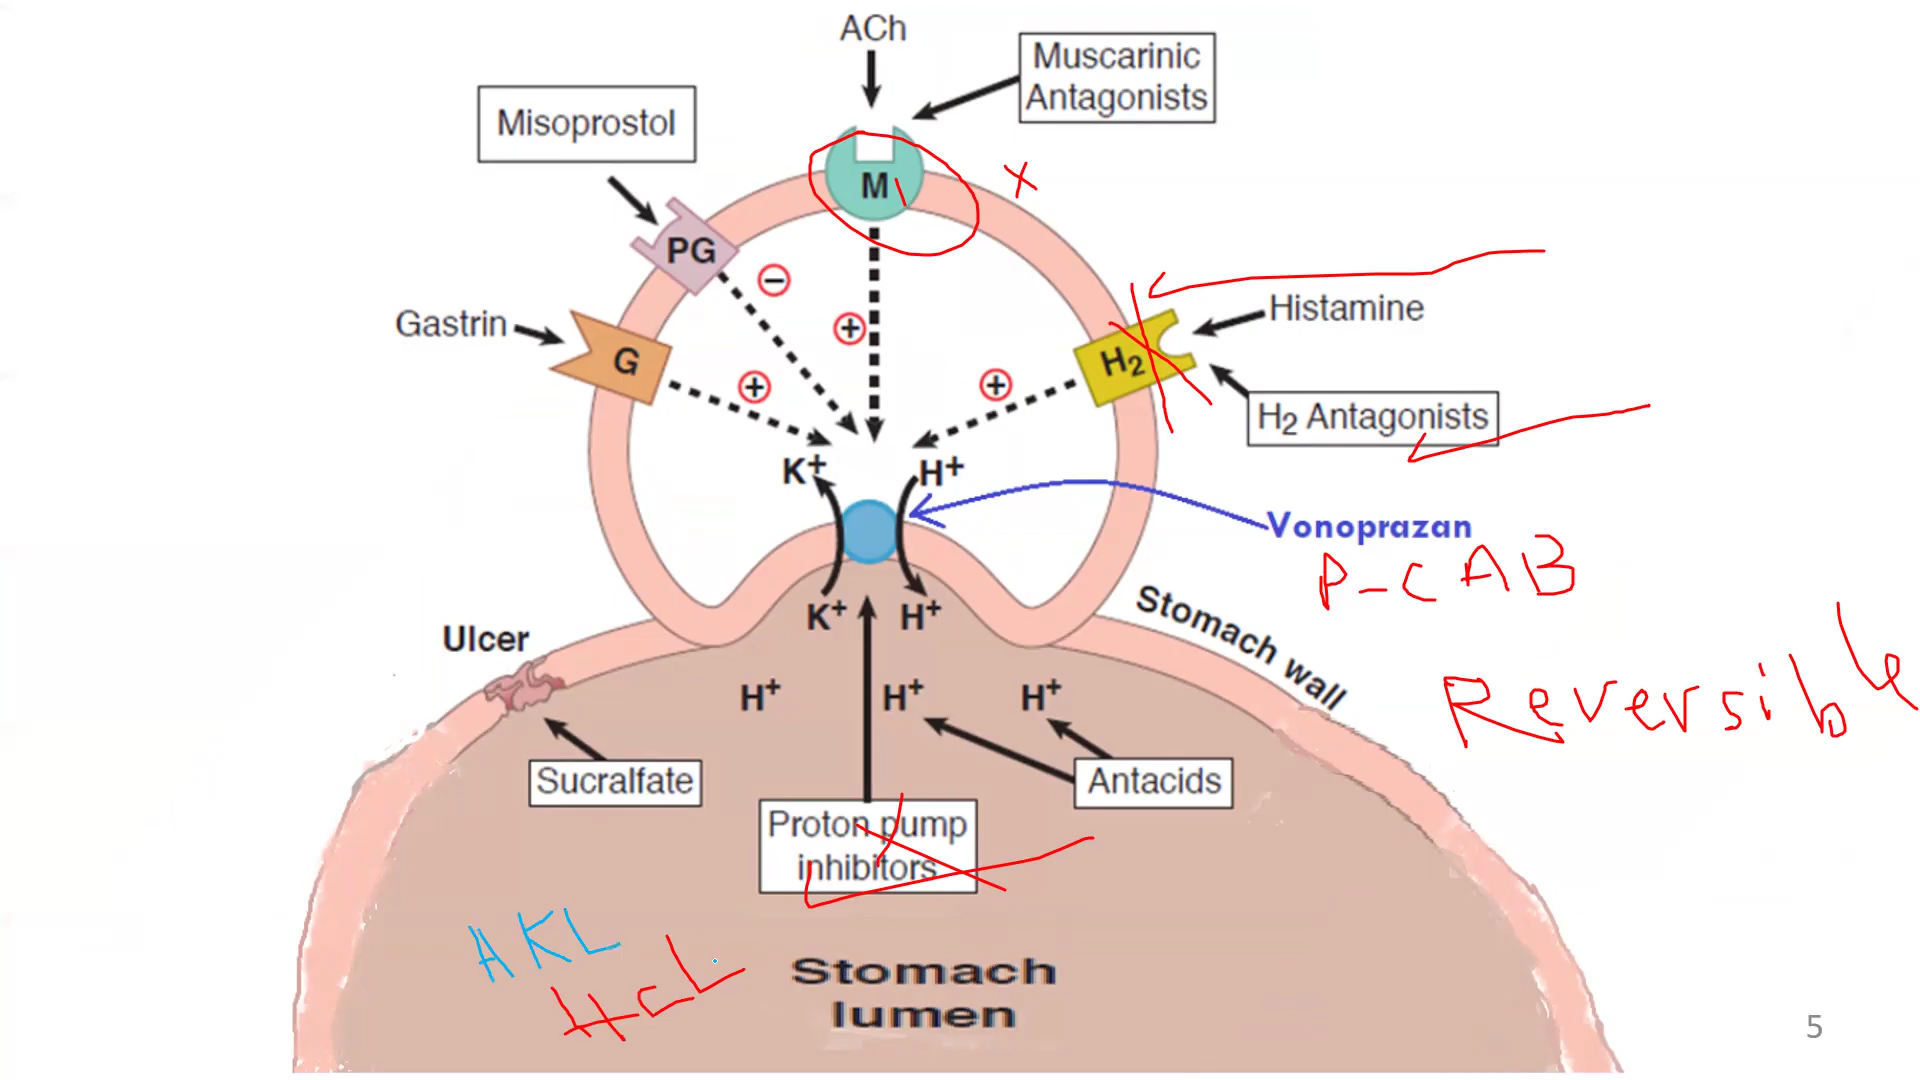 ACh
Muscarinic
Antagonists
Misoprostol
M
PG
Gastrin
G
Histamine
H2
H2 Antagonists
K+
H+
Vonoprazan
P-CAB
Reversible
K+
H+
Stomach wall
Ulcer
H+
H+
H+
Sucralfate
Antacids
Proton pump
inhibitors
AKL
HCL
Stomach
lumen
5